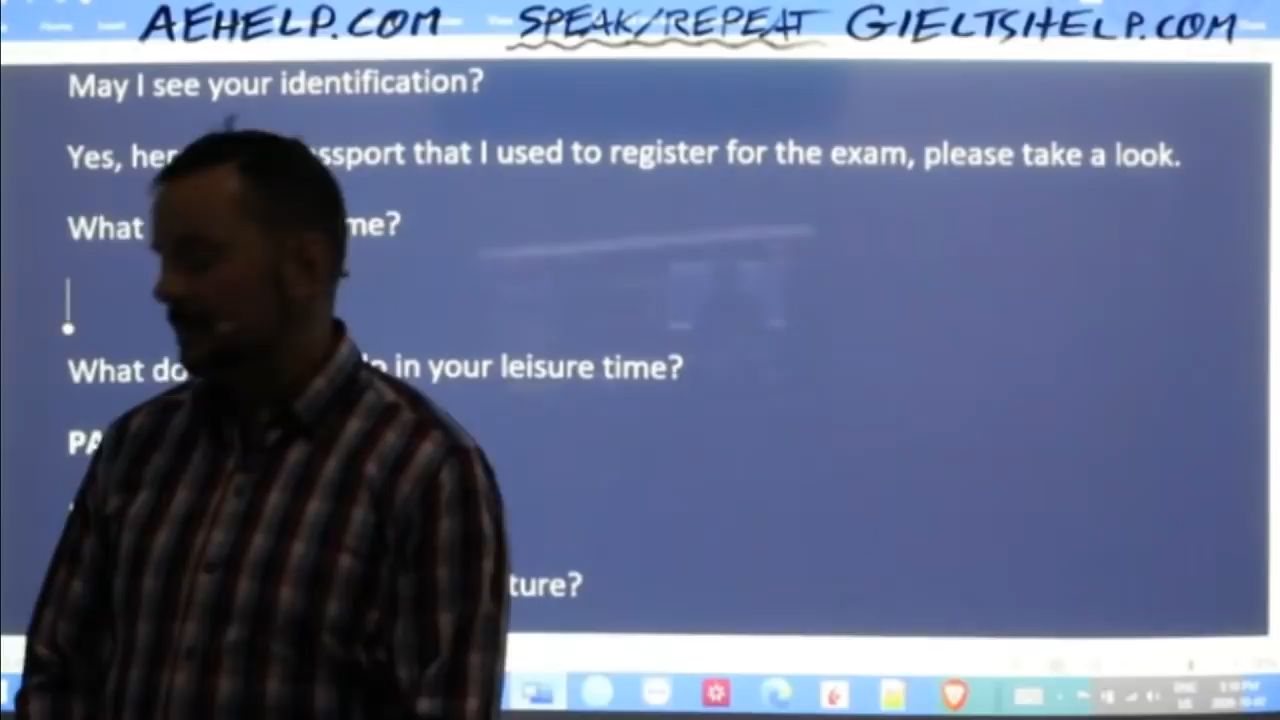 AEHELP.COM SPEAK/REPEAT GIELTSHELP.COM
May I see your identification?
Yes, her ssport that I used to register for the exam, please take a look.
What me?
What do in your leisure time?
PA
ture?